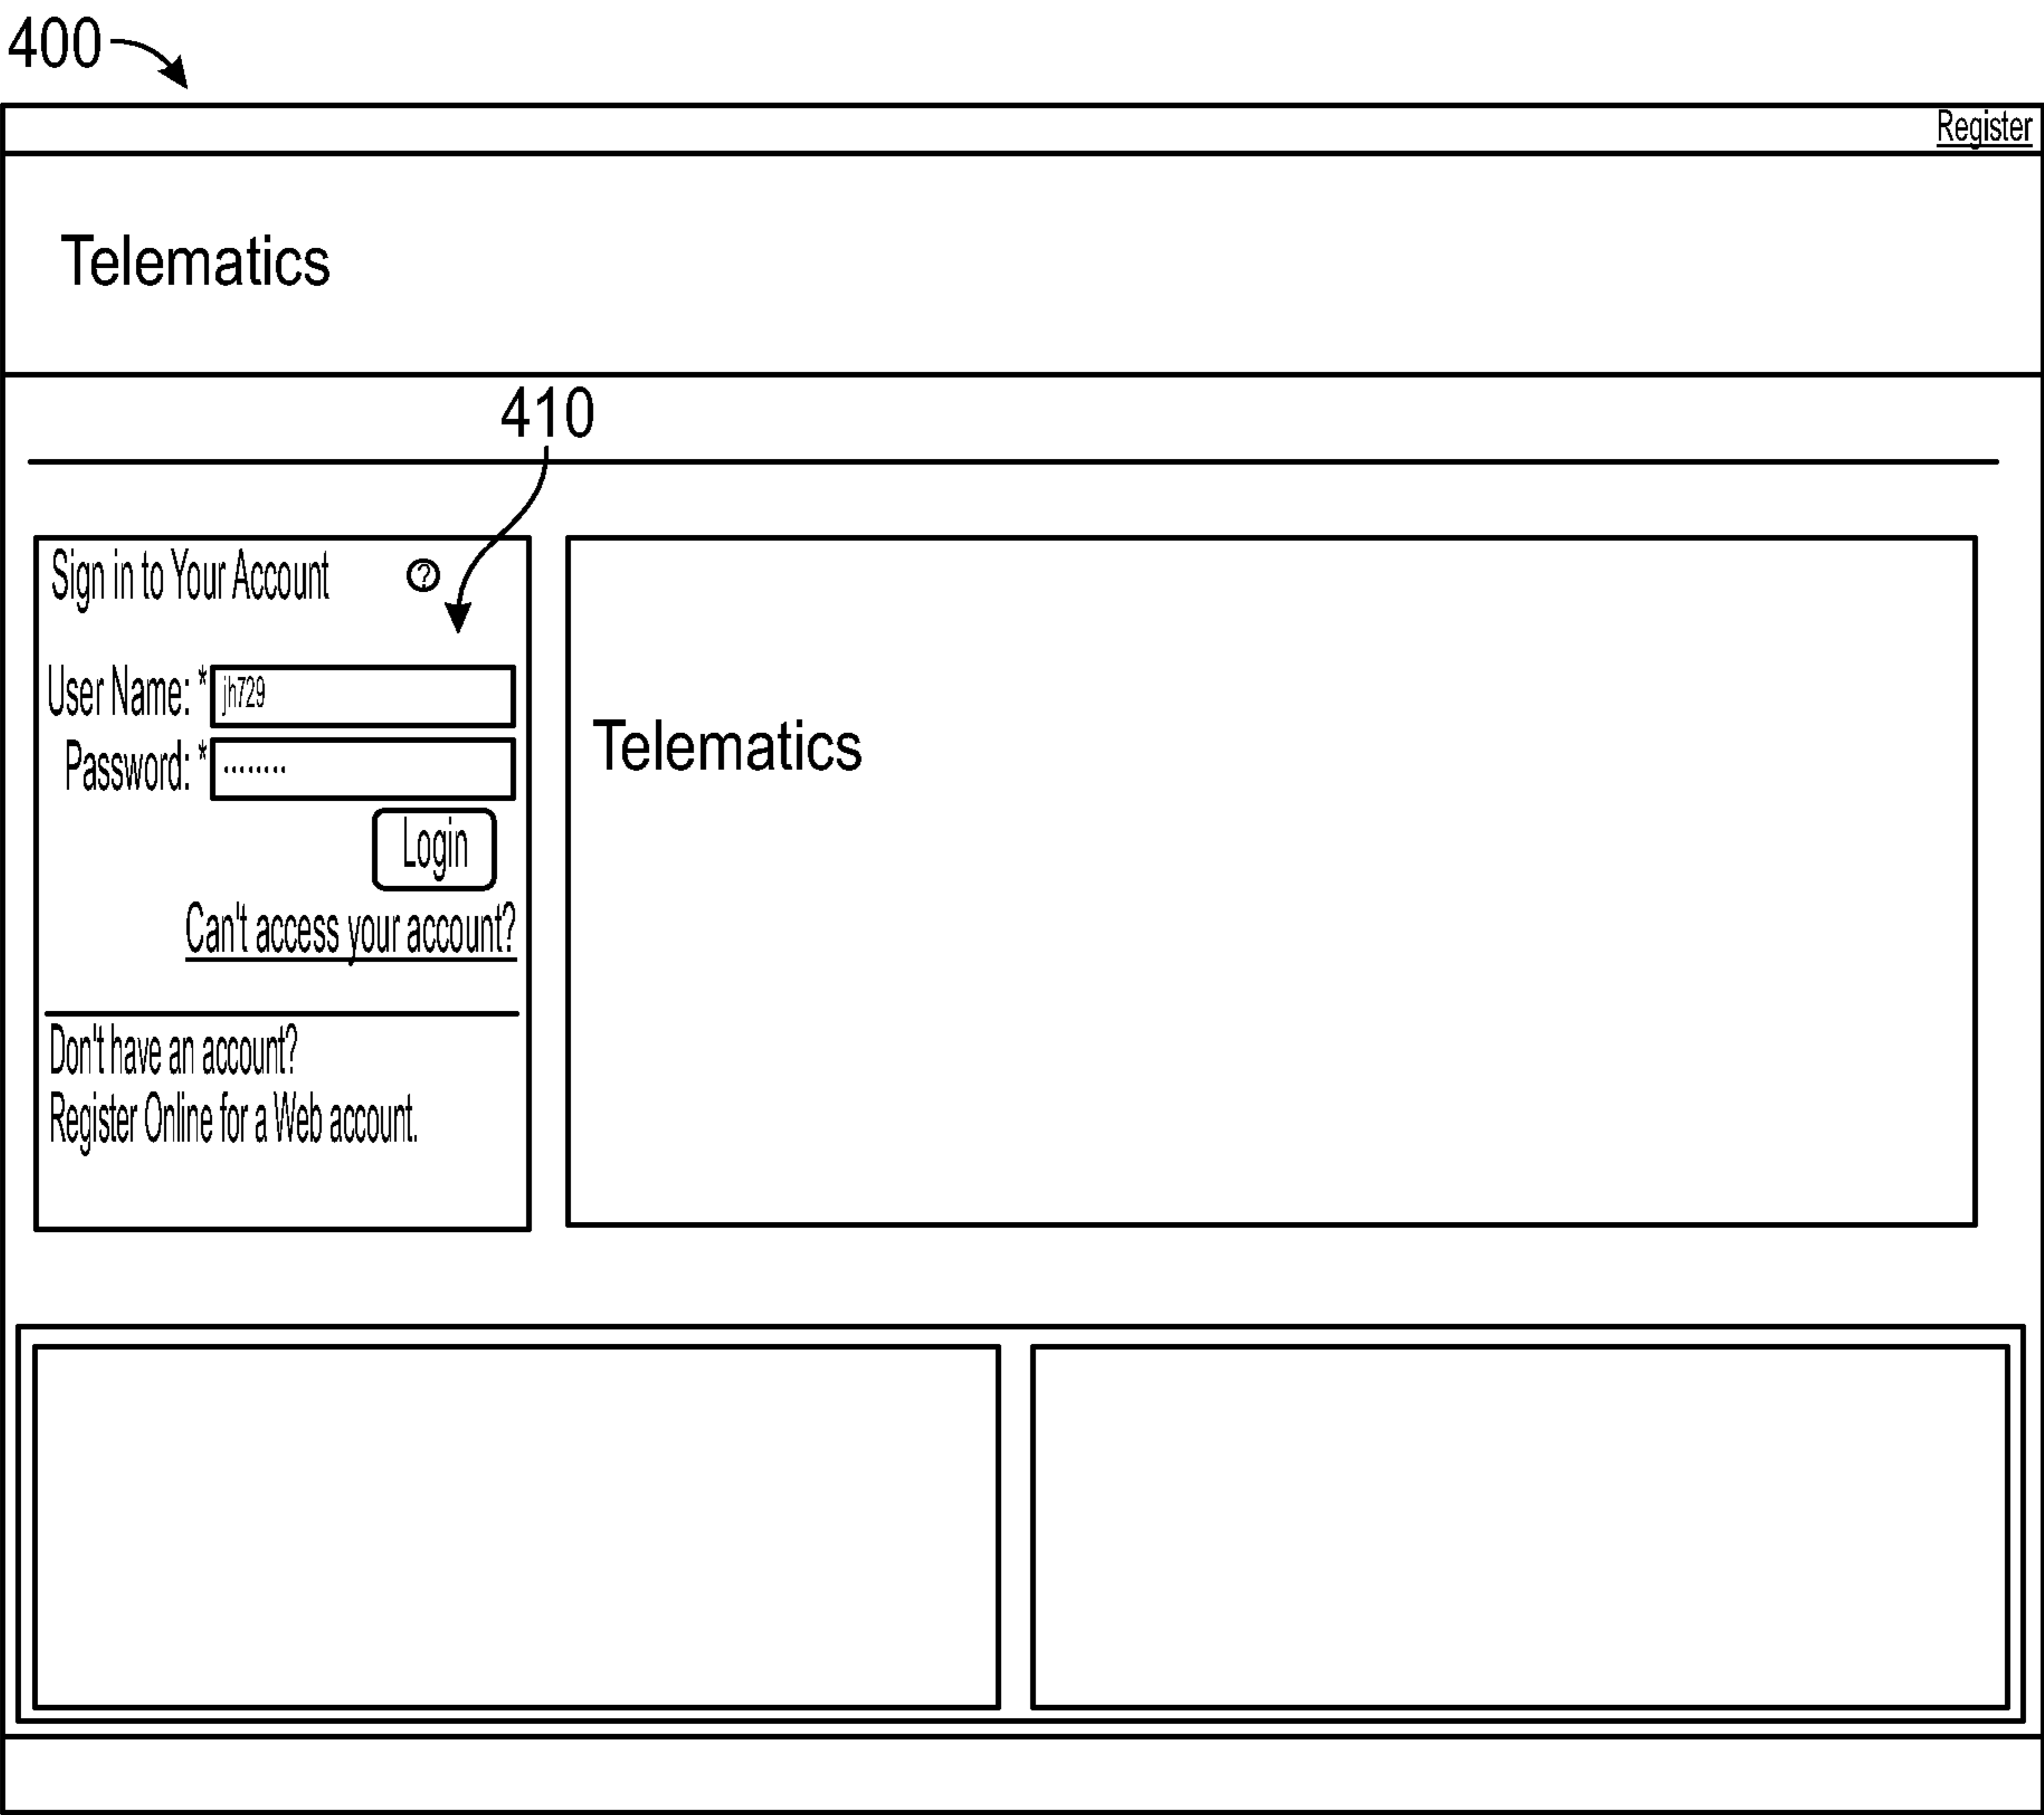 400
Register
Telematics
410
Sign in to Your Account ?
User Name: * jh729
Password: * ........
Login
Can't access your account?
Don't have an account?
Register Online for a Web account.
Telematics